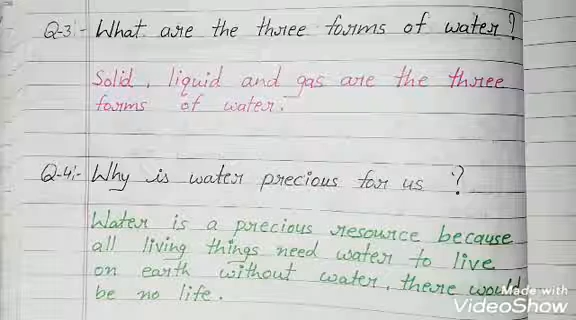 Q-3:- What are the three forms of water?
Solid, liquid and gas are the three
forms of water.
Q-4:- Why is water precious for us ?
Water is a precious resource because
all living things need water to live
on earth without water, there would
be no life.
Made with
VideoShow